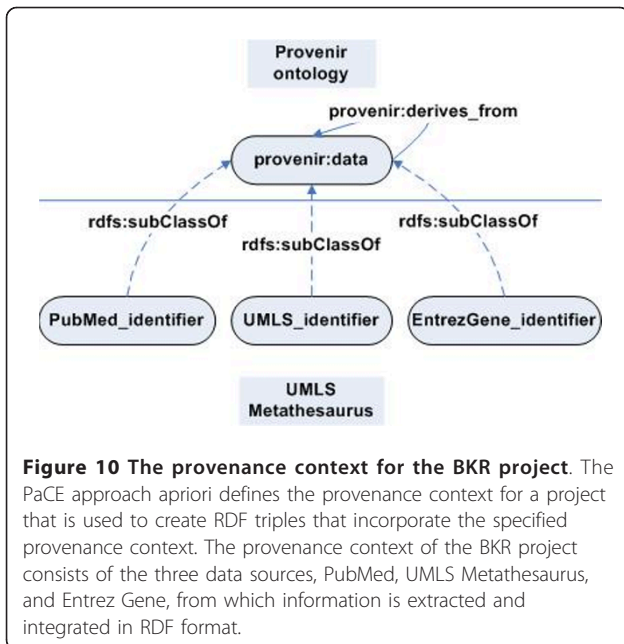 Provenir
ontology
provenir:derives_from
provenir:data
rdfs:subClassOf
rdfs:subClassOf
rdfs:subClassOf
PubMed_identifier
UMLS_identifier
EntrezGene_identifier
UMLS
Metathesaurus
Figure 10 The provenance context for the BKR project. The
PaCE approach apriori defines the provenance context for a project
that is used to create RDF triples that incorporate the specified
provenance context. The provenance context of the BKR project
consists of the three data sources, PubMed, UMLS Metathesaurus,
and Entrez Gene, from which information is extracted and
integrated in RDF format.